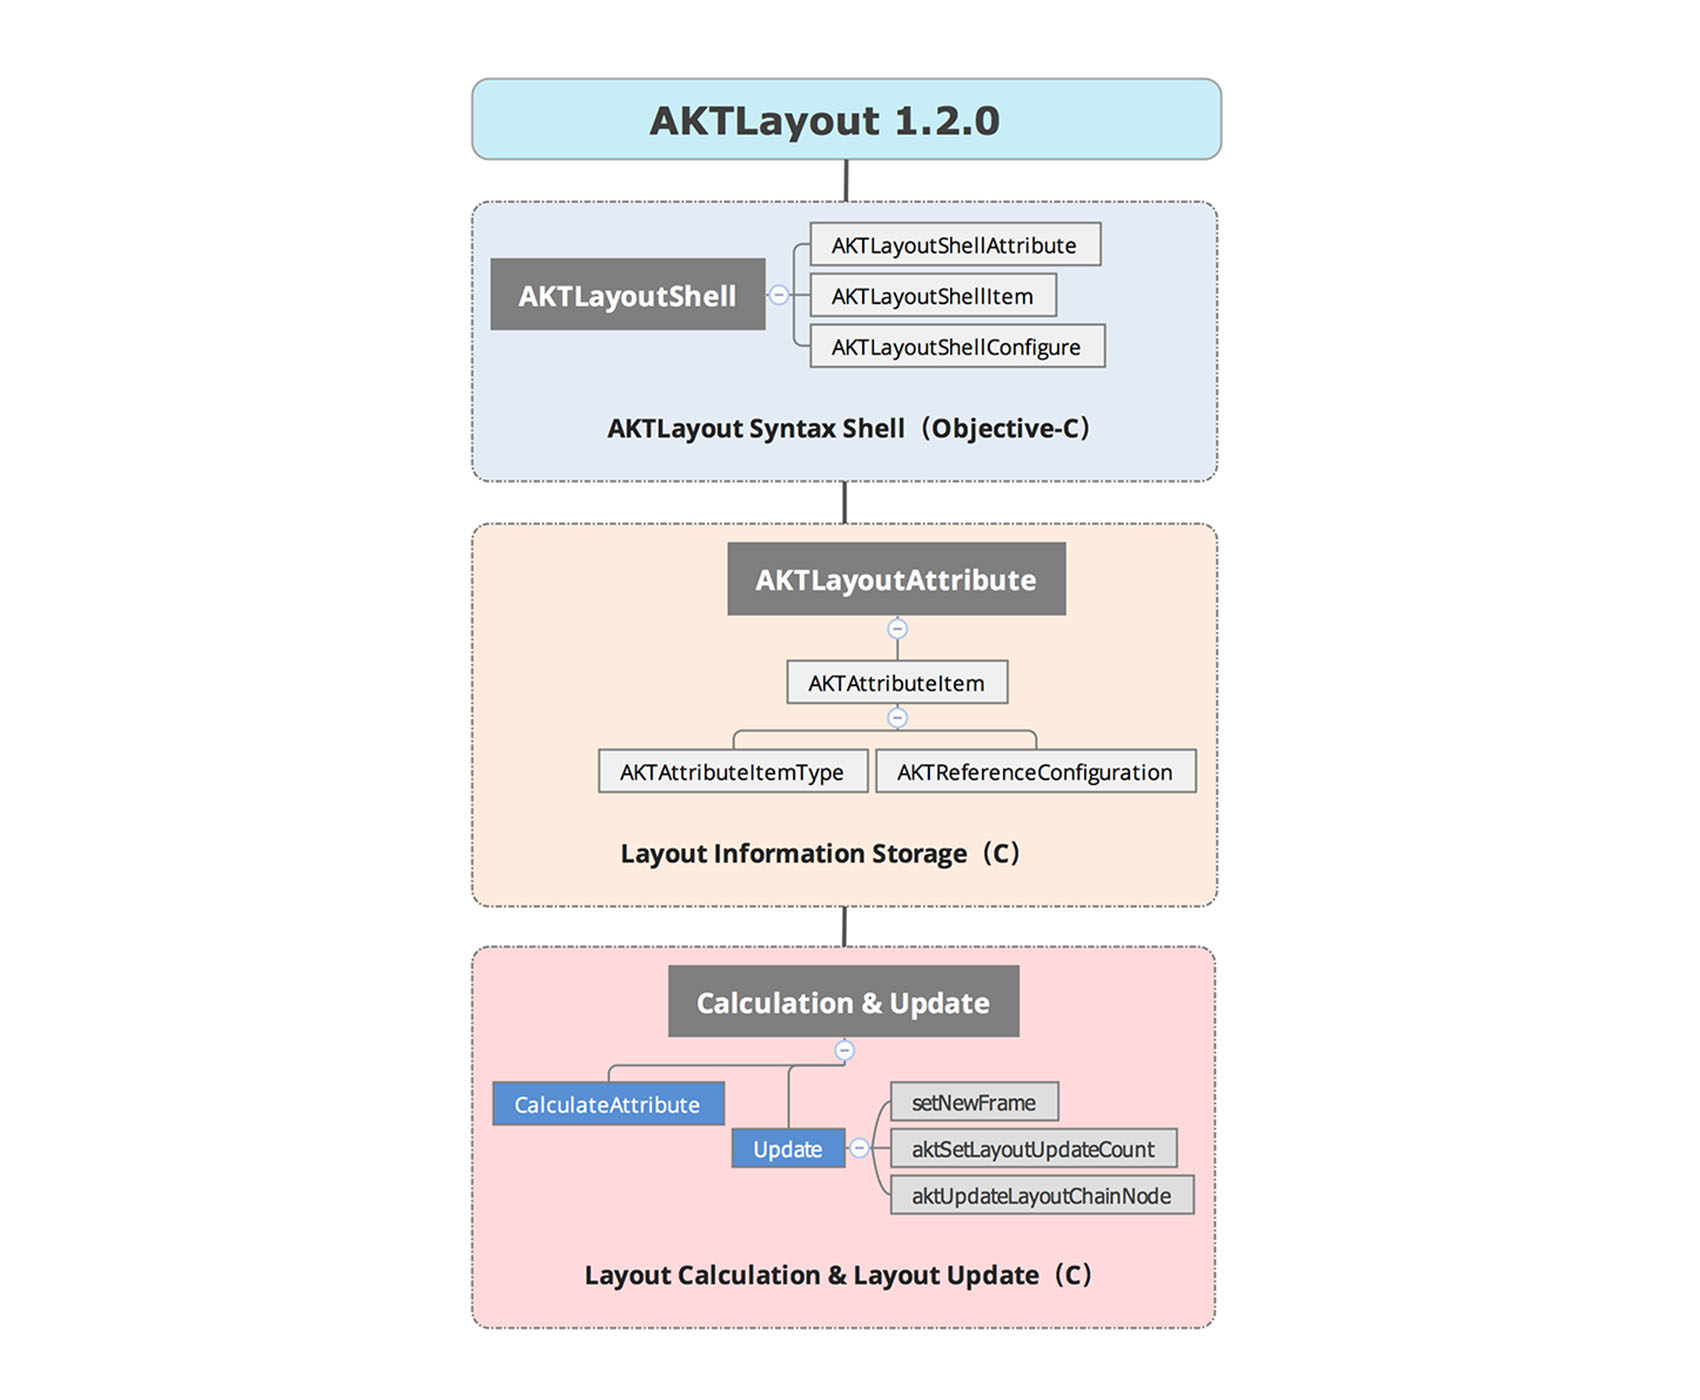 AKTLayout 1.2.0
AKTLayoutShell
AKTLayoutShellAttribute
AKTLayoutShellItem
AKTLayoutShellConfigure
AKTLayout Syntax Shell（Objective-C）
AKTLayoutAttribute
AKTAttributeItem
AKTAttributeItemType
AKTReferenceConfiguration
Layout Information Storage（C）
Calculation & Update
CalculateAttribute
Update
setNewFrame
aktSetLayoutUpdateCount
aktUpdateLayoutChainNode
Layout Calculation & Layout Update（C）